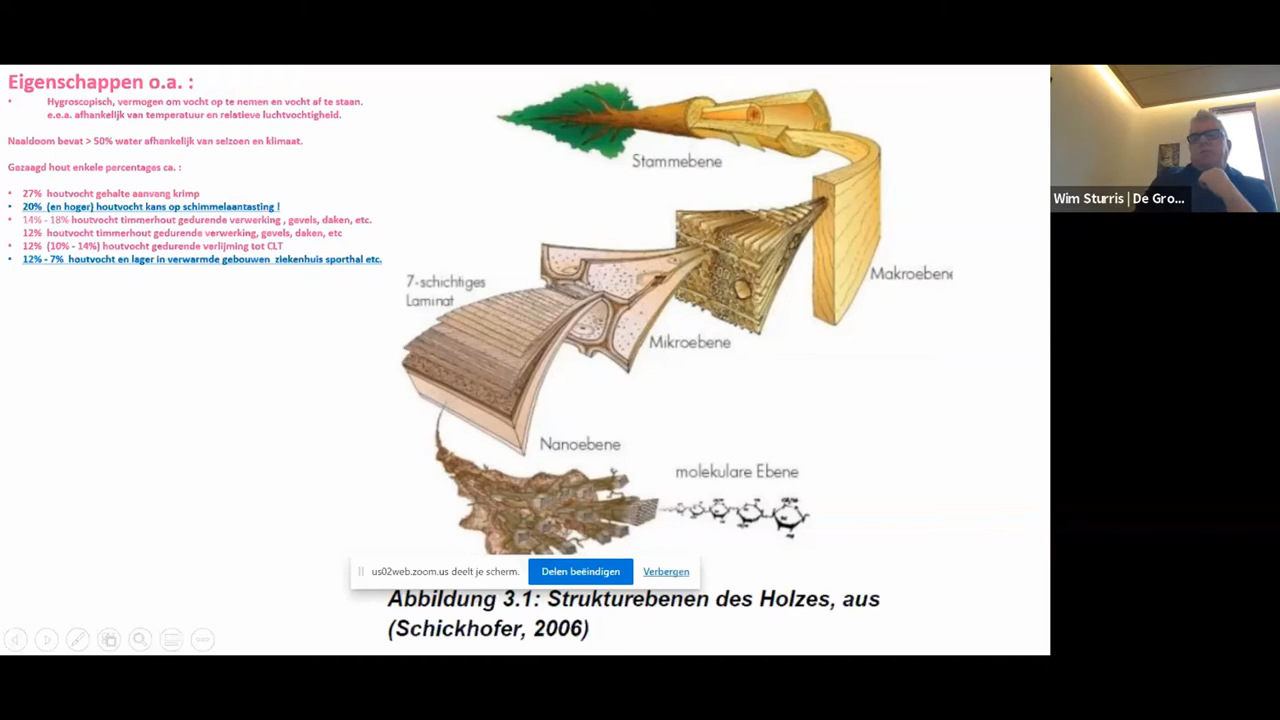 Eigenschappen o.a. :
• Hygroscopisch, vermogen om vocht op te nemen en vocht af te staan.
e.e.a. afhankelijk van temperatuur en relatieve luchtvochtigheid.
Naaldoom bevat > 50% water afhankelijk van seizoen en klimaat.
Gezaagd hout enkele percentages ca. :
• 27% houtvocht gehalte aanvang krimp
• 20% (en hoger) houtvocht kans op schimmelaantasting !
• 14% - 18% houtvocht timmerhout gedurende verwerking , gevels, daken, etc.
12% houtvocht timmerhout gedurende verwerking, gevels, daken, etc
• 12% (10% - 14%) houtvocht gedurende verlijming tot CLT
• 12% - 7% houtvocht en lager in verwarmde gebouwen ziekenhuis sporthal etc.
Stammebene
Makroebene
7-schichtiges
Laminat
Mikroebene
Nanoebene
molekulare Ebene
us02web.zoom.us deelt je scherm.
Delen beëindigen
Verbergen
Abbildung 3.1: Strukturebenen des Holzes, aus
(Schickhofer, 2006)
Wim Sturris | De Gro...